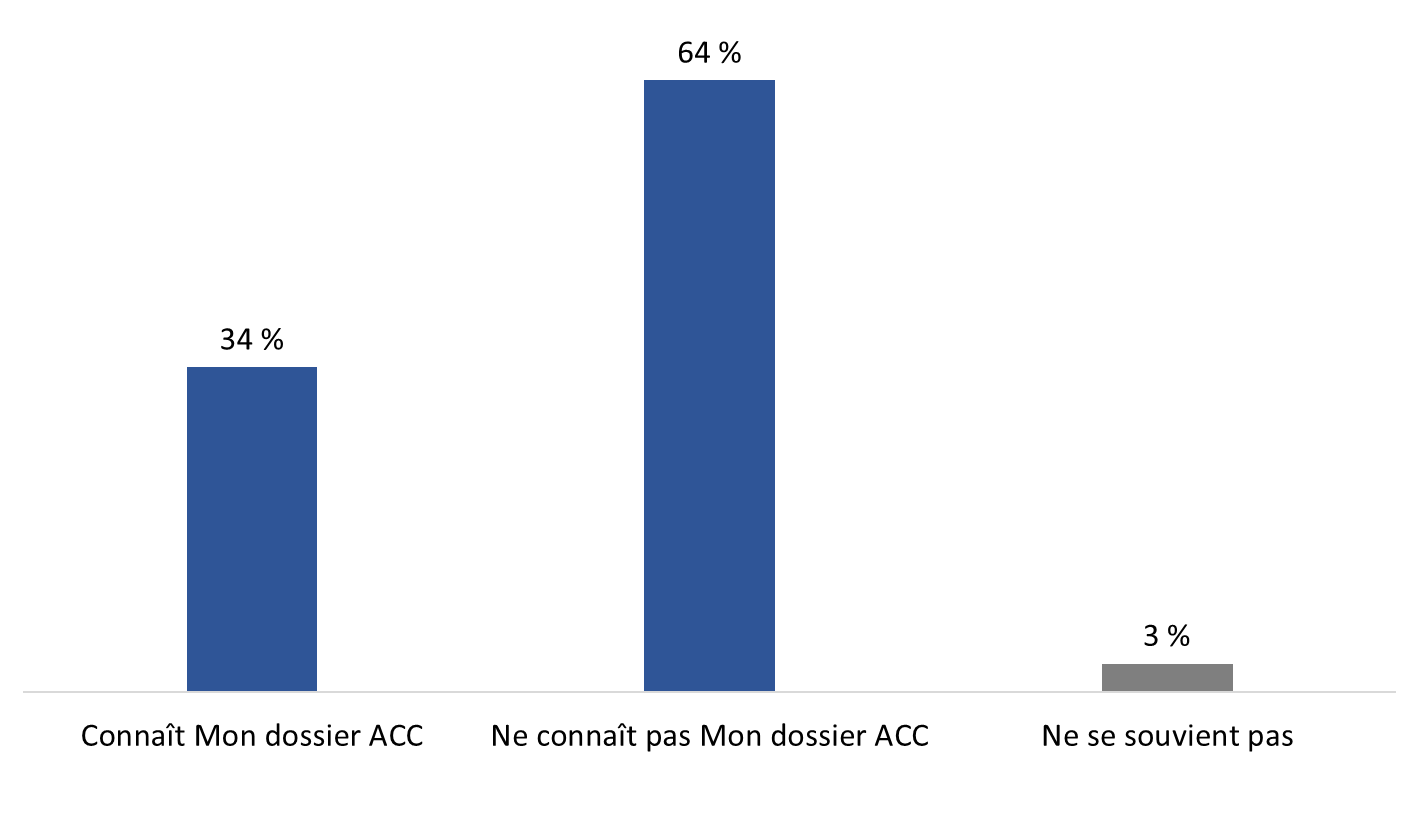 64 %
34 %
3 %
Connaît Mon dossier ACC
Ne connaît pas Mon dossier ACC
Ne se souvient pas